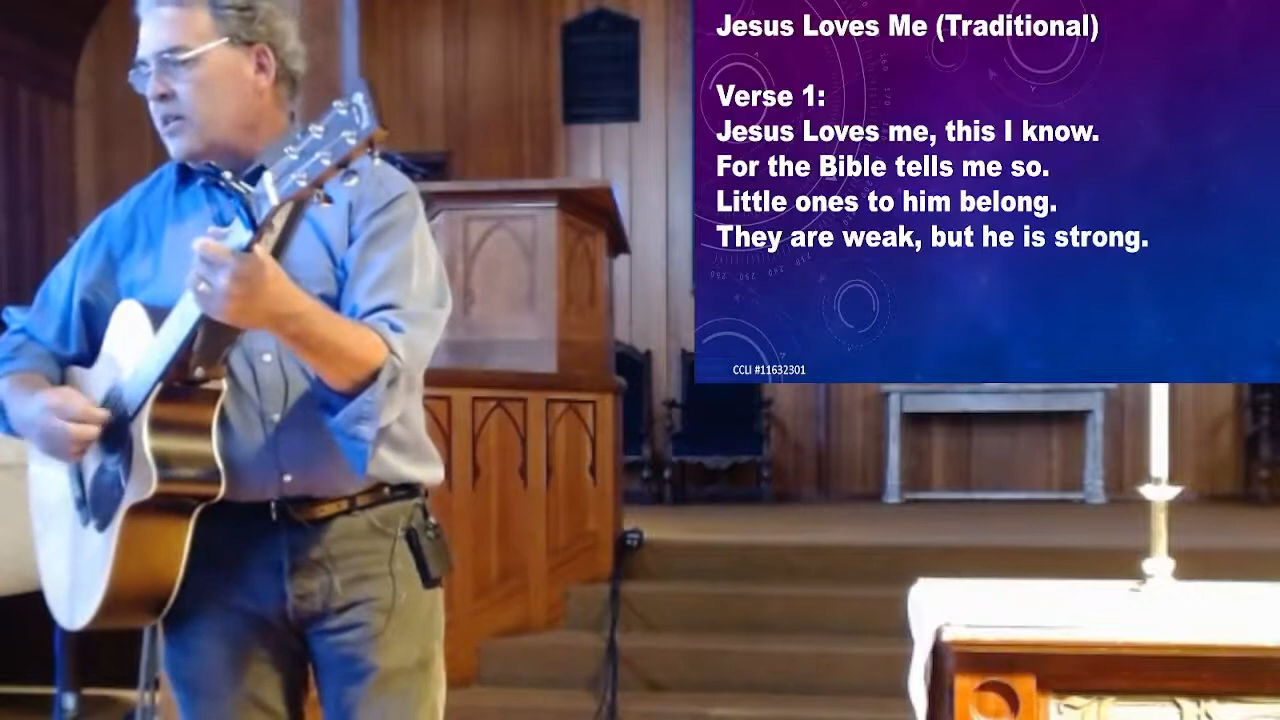 Jesus Loves Me (Traditional)
Verse 1:
Jesus Loves me, this I know.
For the Bible tells me so.
Little ones to him belong.
They are weak, but he is strong.
CCLI #11632301